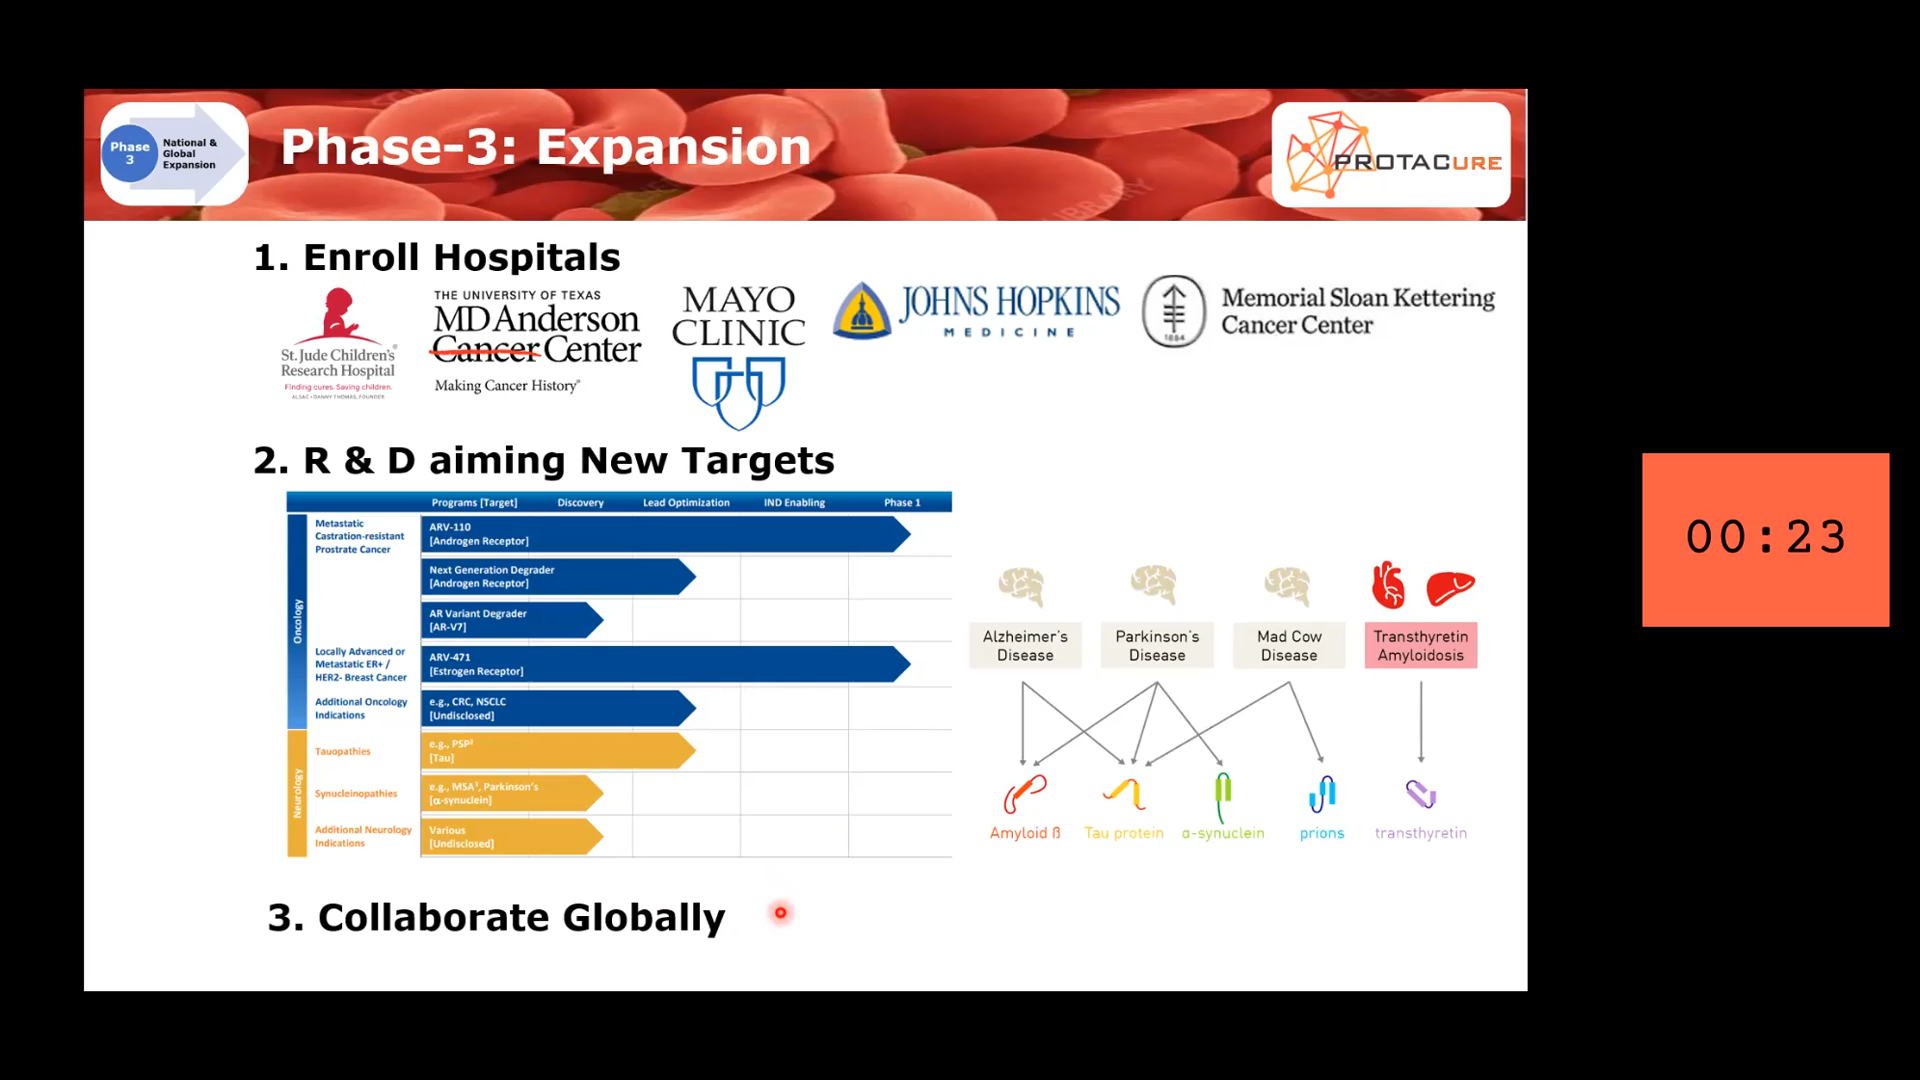 Phase
3
National &
Global
Expansion
Phase-3: Expansion
PROTACURE
1. Enroll Hospitals
St. Jude Children's®
Research Hospital
Finding cures. Saving children.
ALSAC • DANNY THOMAS, FOUNDER
THE UNIVERSITY OF TEXAS
MD Anderson
Cancer Center
Making Cancer History®
MAYO
CLINIC
JOHNS HOPKINS
MEDICINE
1884
Memorial Sloan Kettering
Cancer Center
2. R & D aiming New Targets
Programs [Target] Discovery Lead Optimization IND Enabling Phase 1
Oncology
Metastatic
Castration-resistant
Prostrate Cancer
ARV-110
[Androgen Receptor]
Next Generation Degrader
[Androgen Receptor]
AR Variant Degrader
[AR-V7]
Locally Advanced or
Metastatic ER+ /
HER2- Breast Cancer
ARV-471
[Estrogen Receptor]
Additional Oncology
Indications
e.g., CRC, NSCLC
[Undisclosed]
Neurology
Tauopathies
e.g., PSP²
[Tau]
Synucleinopathies
e.g., MSA³, Parkinson's
[α-synuclein]
Additional Neurology
Indications
Various
[Undisclosed]
Alzheimer's
Disease
Parkinson's
Disease
Mad Cow
Disease
Transthyretin
Amyloidosis
Amyloid ß
Tau protein
α-synuclein
prions
transthyretin
3. Collaborate Globally
00:23